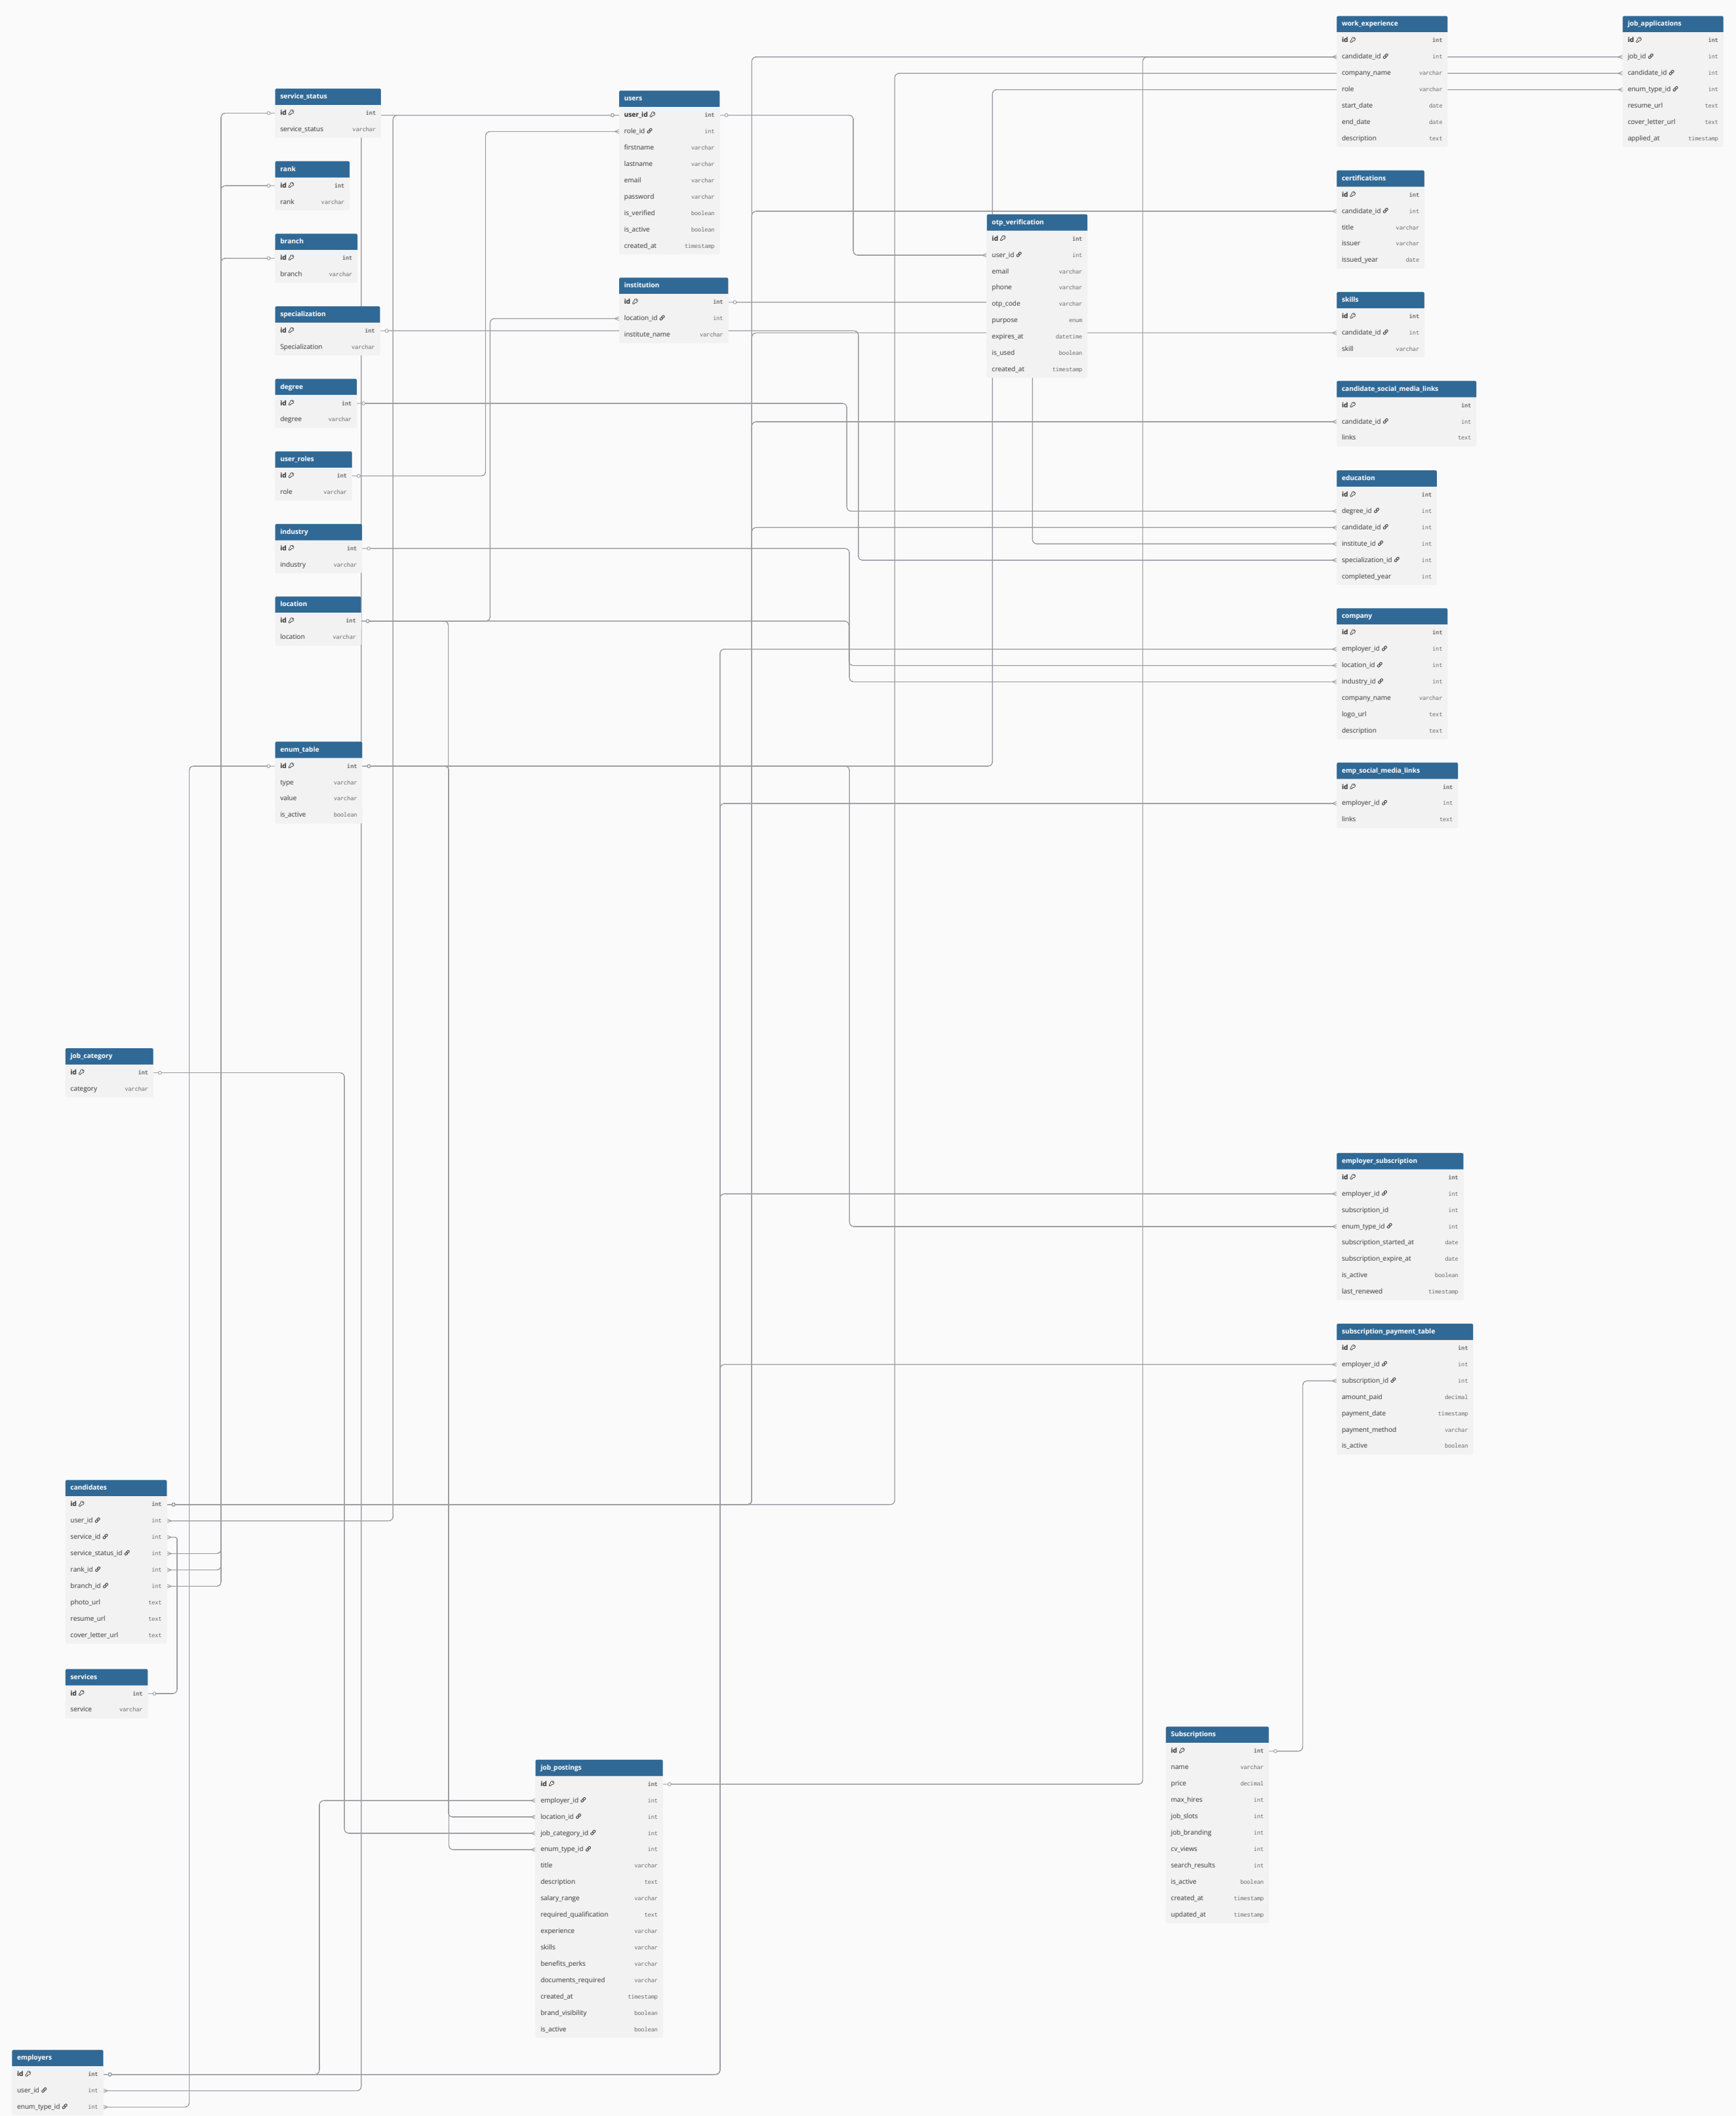 work_experience
id int
candidate_id int
company_name varchar
role varchar
start_date date
end_date date
description text
job_applications
id int
job_id int
candidate_id int
enum_type_id int
resume_url text
cover_letter_url text
applied_at timestamp
service_status
id int
service_status varchar
users
user_id int
role_id int
firstname varchar
lastname varchar
email varchar
password varchar
is_verified boolean
is_active boolean
created_at timestamp
rank
id int
rank varchar
certifications
id int
candidate_id int
title varchar
issuer varchar
issued_year date
otp_verification
id int
user_id int
email varchar
phone varchar
otp_code varchar
purpose enum
expires_at datetime
is_used boolean
created_at timestamp
branch
id int
branch varchar
institution
id int
location_id int
institute_name varchar
skills
id int
candidate_id int
skill varchar
specialization
id int
Specialization varchar
degree
id int
degree varchar
candidate_social_media_links
id int
candidate_id int
links text
user_roles
id int
role varchar
education
id int
degree_id int
candidate_id int
institute_id int
specialization_id int
completed_year int
industry
id int
industry varchar
location
id int
location varchar
company
id int
employer_id int
location_id int
industry_id int
company_name varchar
logo_url text
description text
enum_table
id int
type varchar
value varchar
is_active boolean
emp_social_media_links
id int
employer_id int
links text
job_category
id int
category varchar
employer_subscription
id int
employer_id int
subscription_id int
enum_type_id int
subscription_started_at date
subscription_expire_at date
is_active boolean
last_renewed timestamp
subscription_payment_table
id int
employer_id int
subscription_id int
amount_paid decimal
payment_date timestamp
payment_method varchar
is_active boolean
candidates
id int
user_id int
service_id int
service_status_id int
rank_id int
branch_id int
photo_url text
resume_url text
cover_letter_url text
services
id int
service varchar
Subscriptions
id int
name varchar
price decimal
max_hires int
job_slots int
job_branding int
cv_views int
search_results int
is_active boolean
created_at timestamp
updated_at timestamp
job_postings
id int
employer_id int
location_id int
job_category_id int
enum_type_id int
title varchar
description text
salary_range varchar
required_qualification text
experience varchar
skills varchar
benefits_perks varchar
documents_required varchar
created_at timestamp
brand_visibility boolean
is_active boolean
employers
id int
user_id int
enum_type_id int